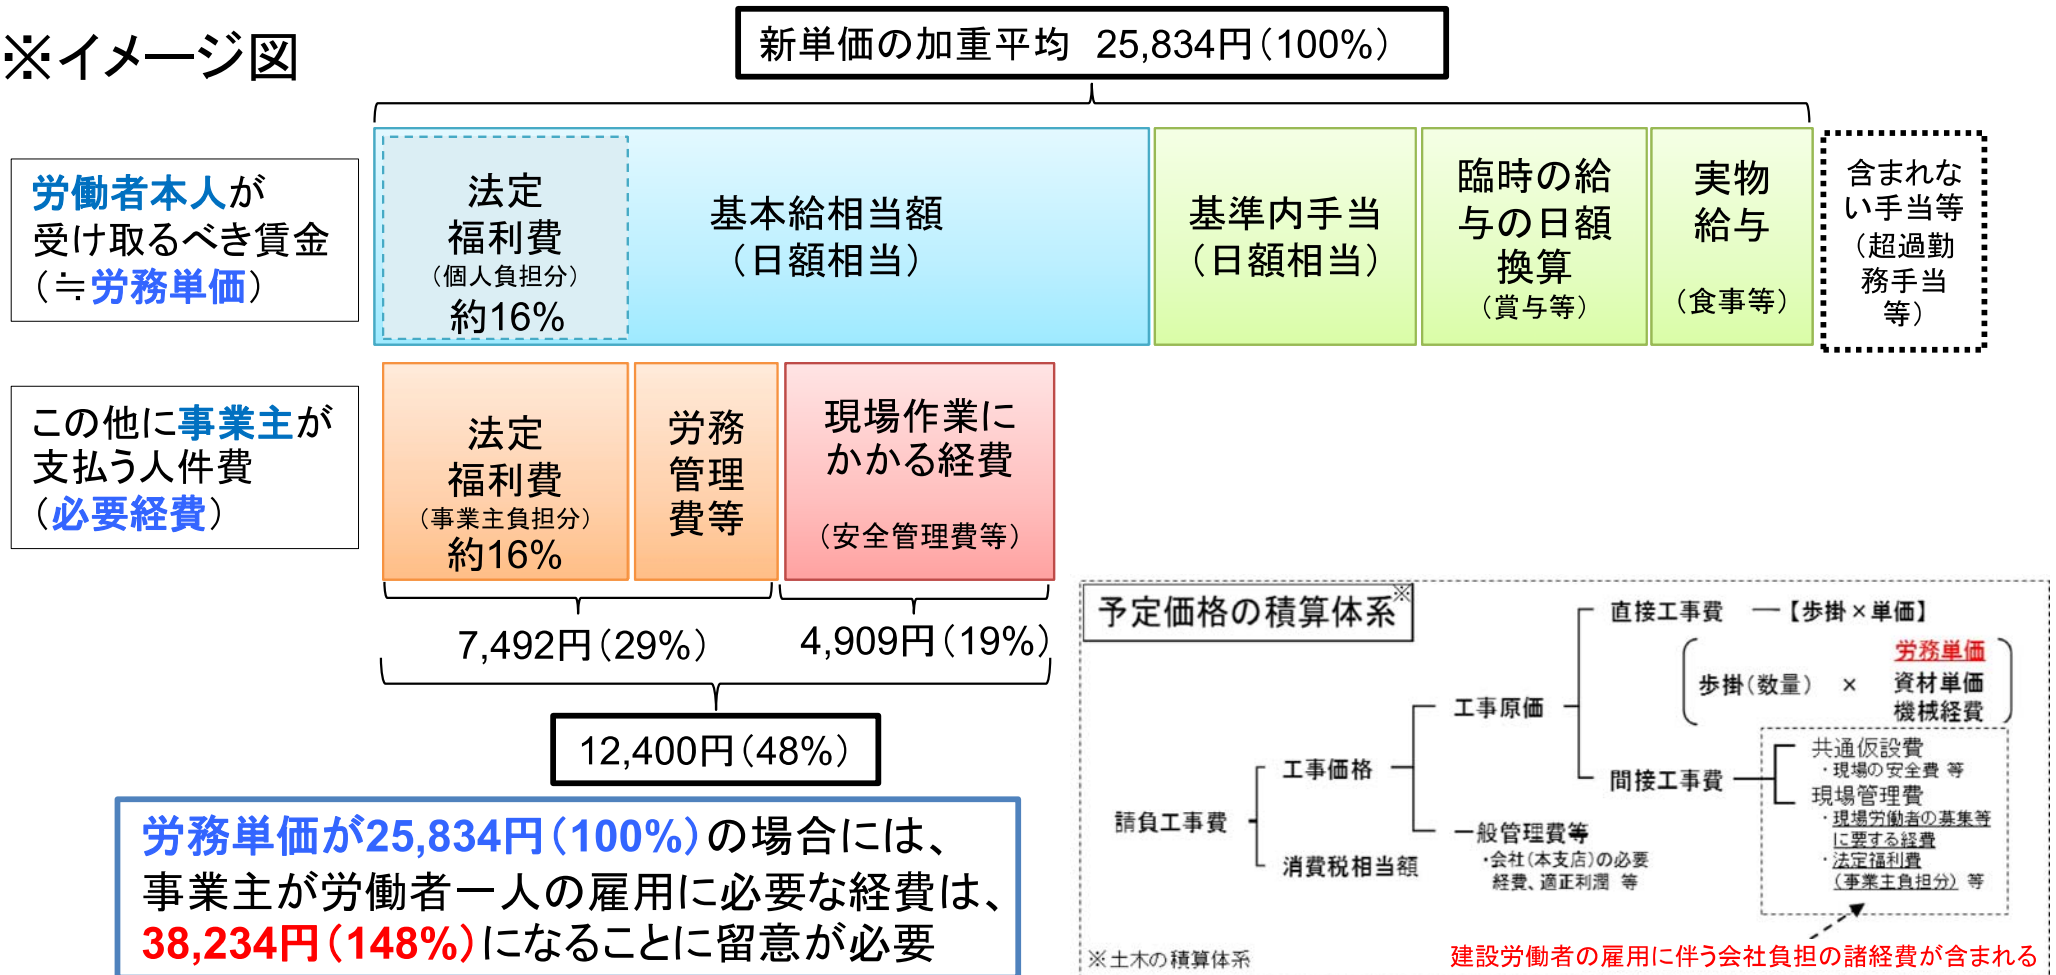 ※イメージ図
新単価の加重平均 25,834円(100%)
労働者本人が
受け取るべき賃金
(≒労務単価)
法定
福利費
(個人負担分)
約16%
基本給相当額
(日額相当)
基準内手当
(日額相当)
臨時の給
与の日額
換算
(賞与等)
実物
給与
(食事等)
含まれな
い手当等
(超過勤
務手当
等)
この他に事業主が
支払う人件費
(必要経費)
法定
福利費
(事業主負担分)
約16%
労務
管理
費等
現場作業に
かかる経費
(安全管理費等)
7,492円(29%)
4,909円(19%)
12,400円(48%)
労務単価が25,834円(100%)の場合には、
事業主が労働者一人の雇用に必要な経費は、
38,234円(148%)になることに留意が必要
予定価格の積算体系※
請負工事費
工事価格
消費税相当額
工事原価
一般管理費等
・会社(本支店)の必要
経費、適正利潤 等
直接工事費
【歩掛×単価】
歩掛(数量) ×
労務単価
資材単価
機械経費
間接工事費
共通仮設費
・現場の安全費 等
現場管理費
・現場労働者の募集等
に要する経費
・法定福利費
(事業主負担分) 等
※土木の積算体系
建設労働者の雇用に伴う会社負担の諸経費が含まれる